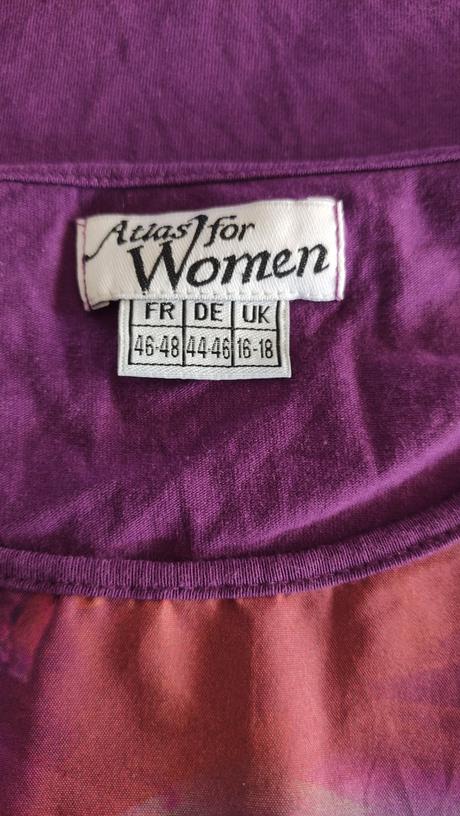 Atlas for
Women
FR DE UK
46-48 44-46 16-18